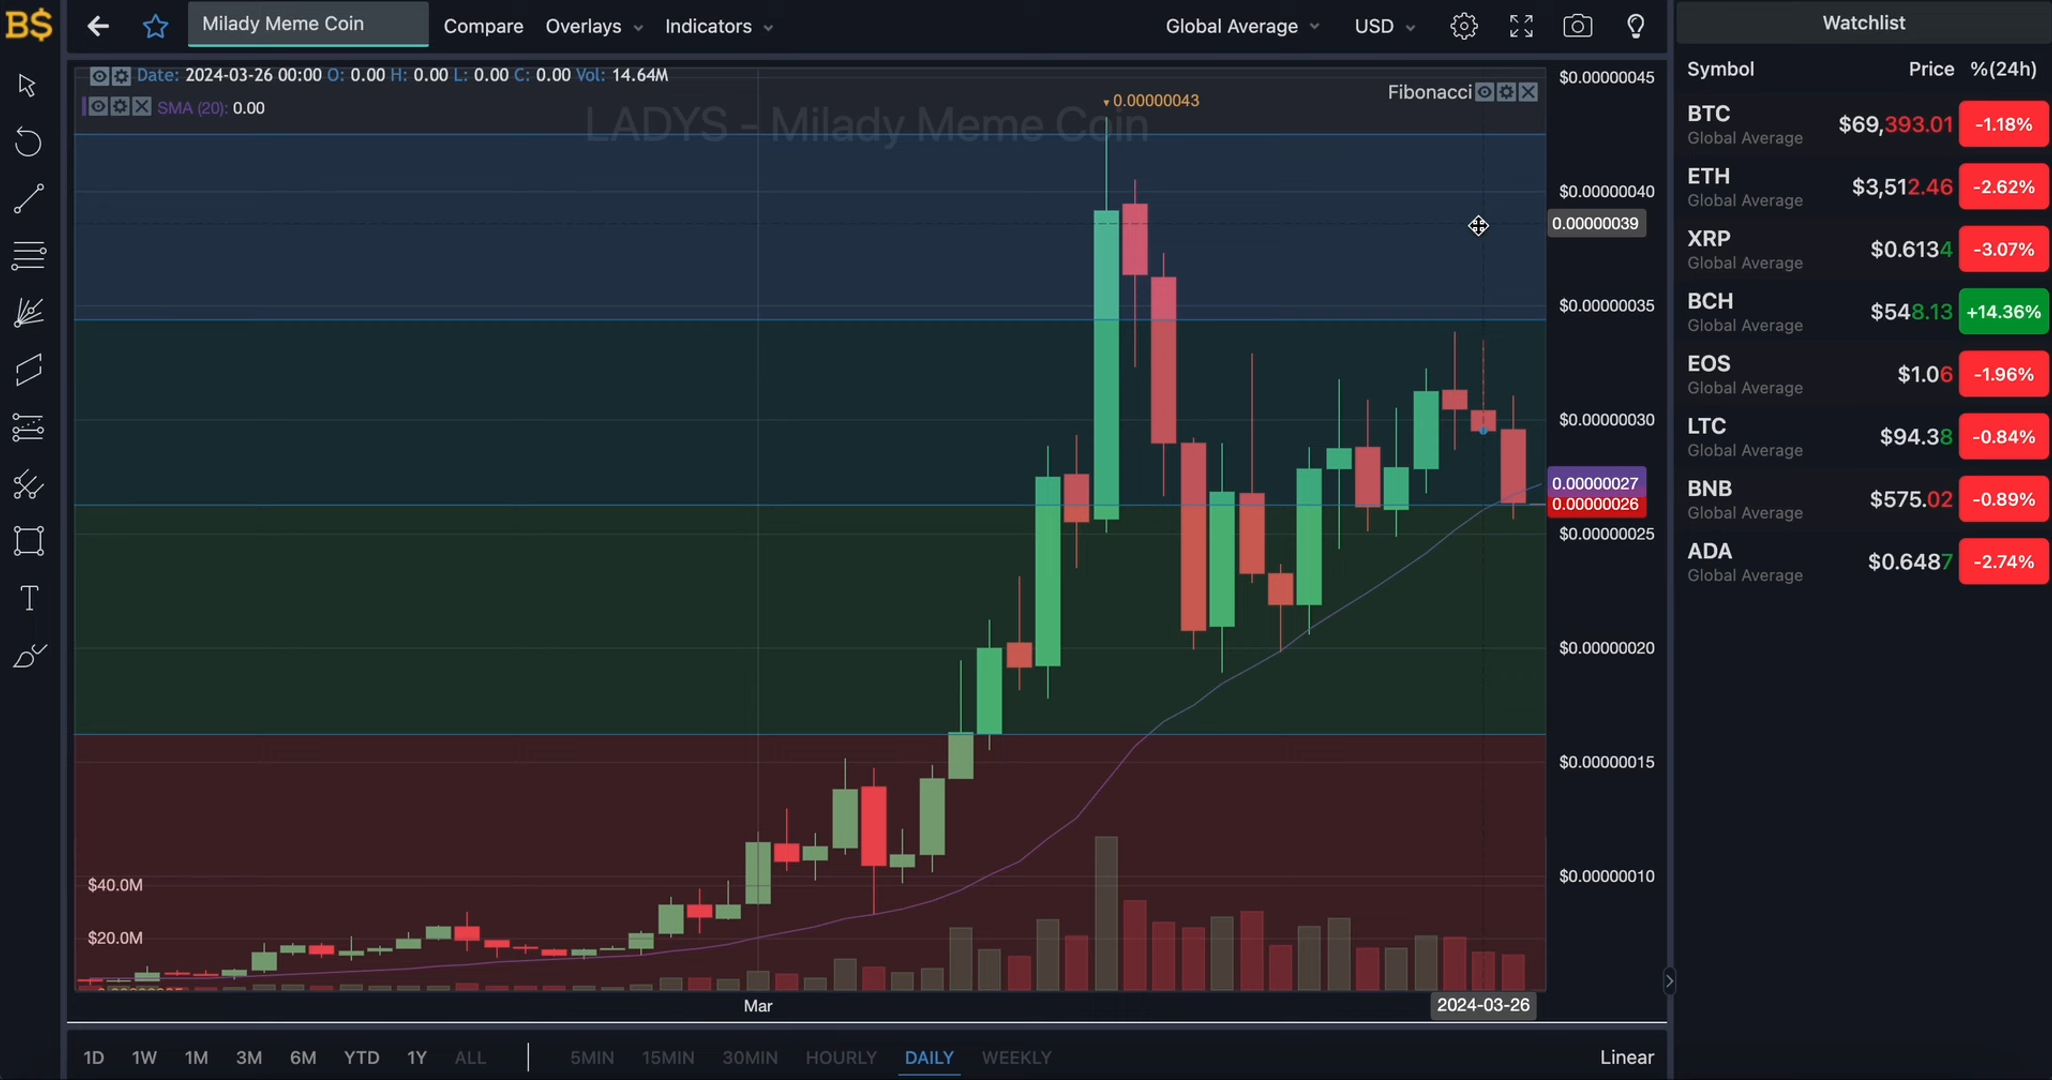 B$ Milady Meme Coin Compare Overlays Indicators Global Average USD Watchlist
Date: 2024-03-26 00:00 O: 0.00 H: 0.00 L: 0.00 C: 0.00 Vol: 14.64M
SMA (20): 0.00
Fibonacci
LADYS - Milady Meme Coin
0.00000043
$0.00000045
$0.00000040
0.00000039
$0.00000035
$0.00000030
0.00000027
0.00000026
$0.00000025
$0.00000020
$0.00000015
$0.00000010
$40.0M
$20.0M
Mar 2024-03-26
1D 1W 1M 3M 6M YTD 1Y ALL 5MIN 15MIN 30MIN HOURLY DAILY WEEKLY Linear
Symbol Price %(24h)
BTC $69,393.01 -1.18%
Global Average
ETH $3,512.46 -2.62%
Global Average
XRP $0.6134 -3.07%
Global Average
BCH $548.13 +14.36%
Global Average
EOS $1.06 -1.96%
Global Average
LTC $94.38 -0.84%
Global Average
BNB $575.02 -0.89%
Global Average
ADA $0.6487 -2.74%
Global Average
T